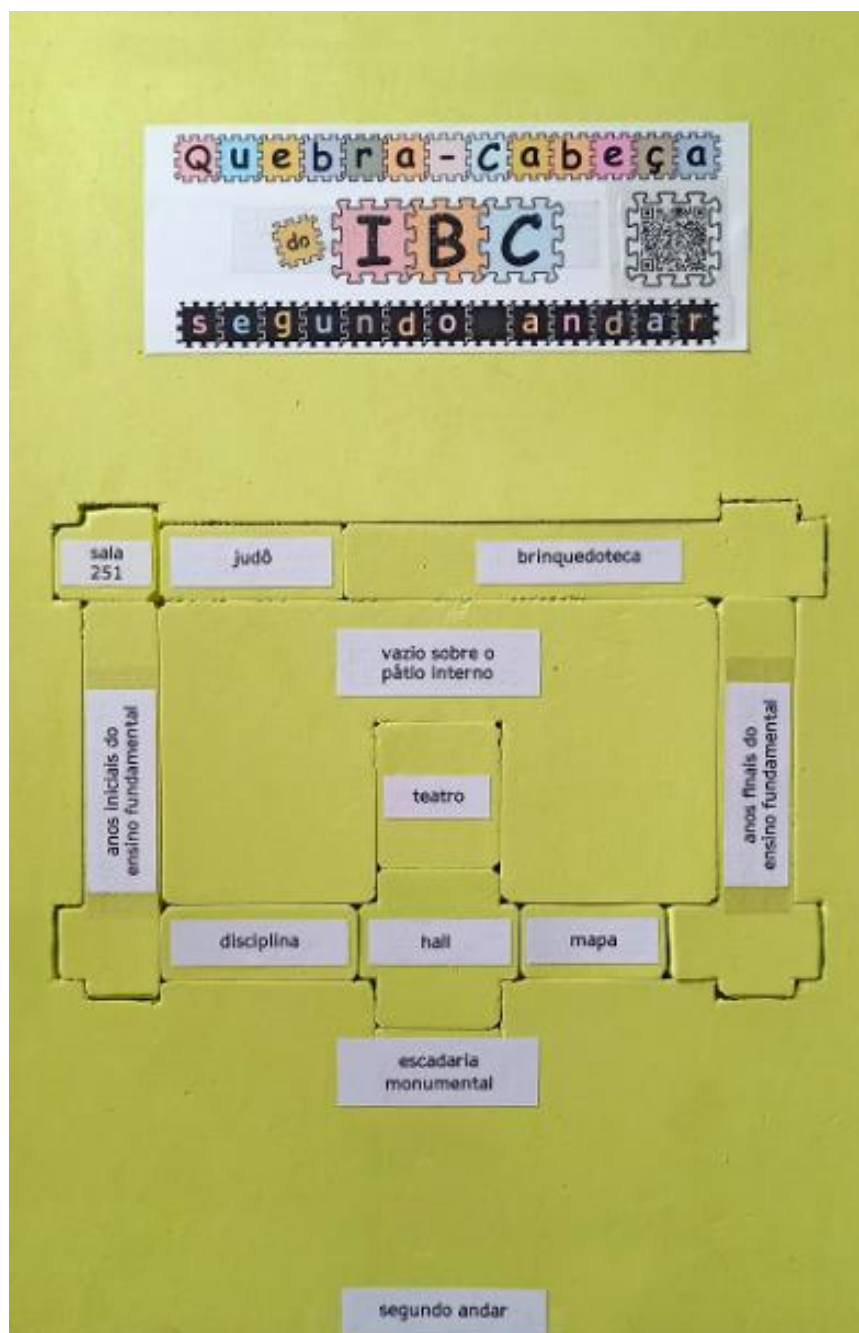 Quebra-Cabeça
do IBC
segundo andar
sala
251
judô
brinquedoteca
vazio sobre o
pátio interno
anos iniciais do
ensino fundamental
teatro
anos finais do
ensino fundamental
disciplina
hall
mapa
escadaria
monumental
segundo andar